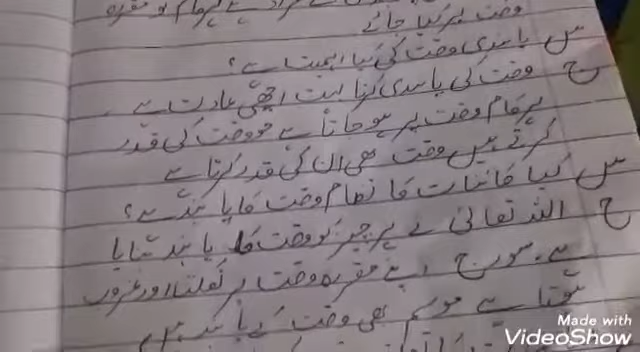 وقت پر کیا جائے
س پابندی وقت کی کیا اہمیت ہے؟
ج وقت کی پابندی کرنا بہت اچھی عادت ہے۔
ہر کام وقت پر ہو جاتا ہے جو وقت کی قدر
کرتے ہیں وقت بھی ان کی قدر کرتا ہے
س کیا کائنات کا نظام وقت کا پابند ہے؟
ج اللہ تعالیٰ نے ہر چیز کو وقت کا پابند بنایا
ہے۔ سورج اپنے مقررہ وقت پر نکلتا اور غروب
ہوتا ہے موسم بھی وقت کے پابند ہیں
Made with
VideoShow